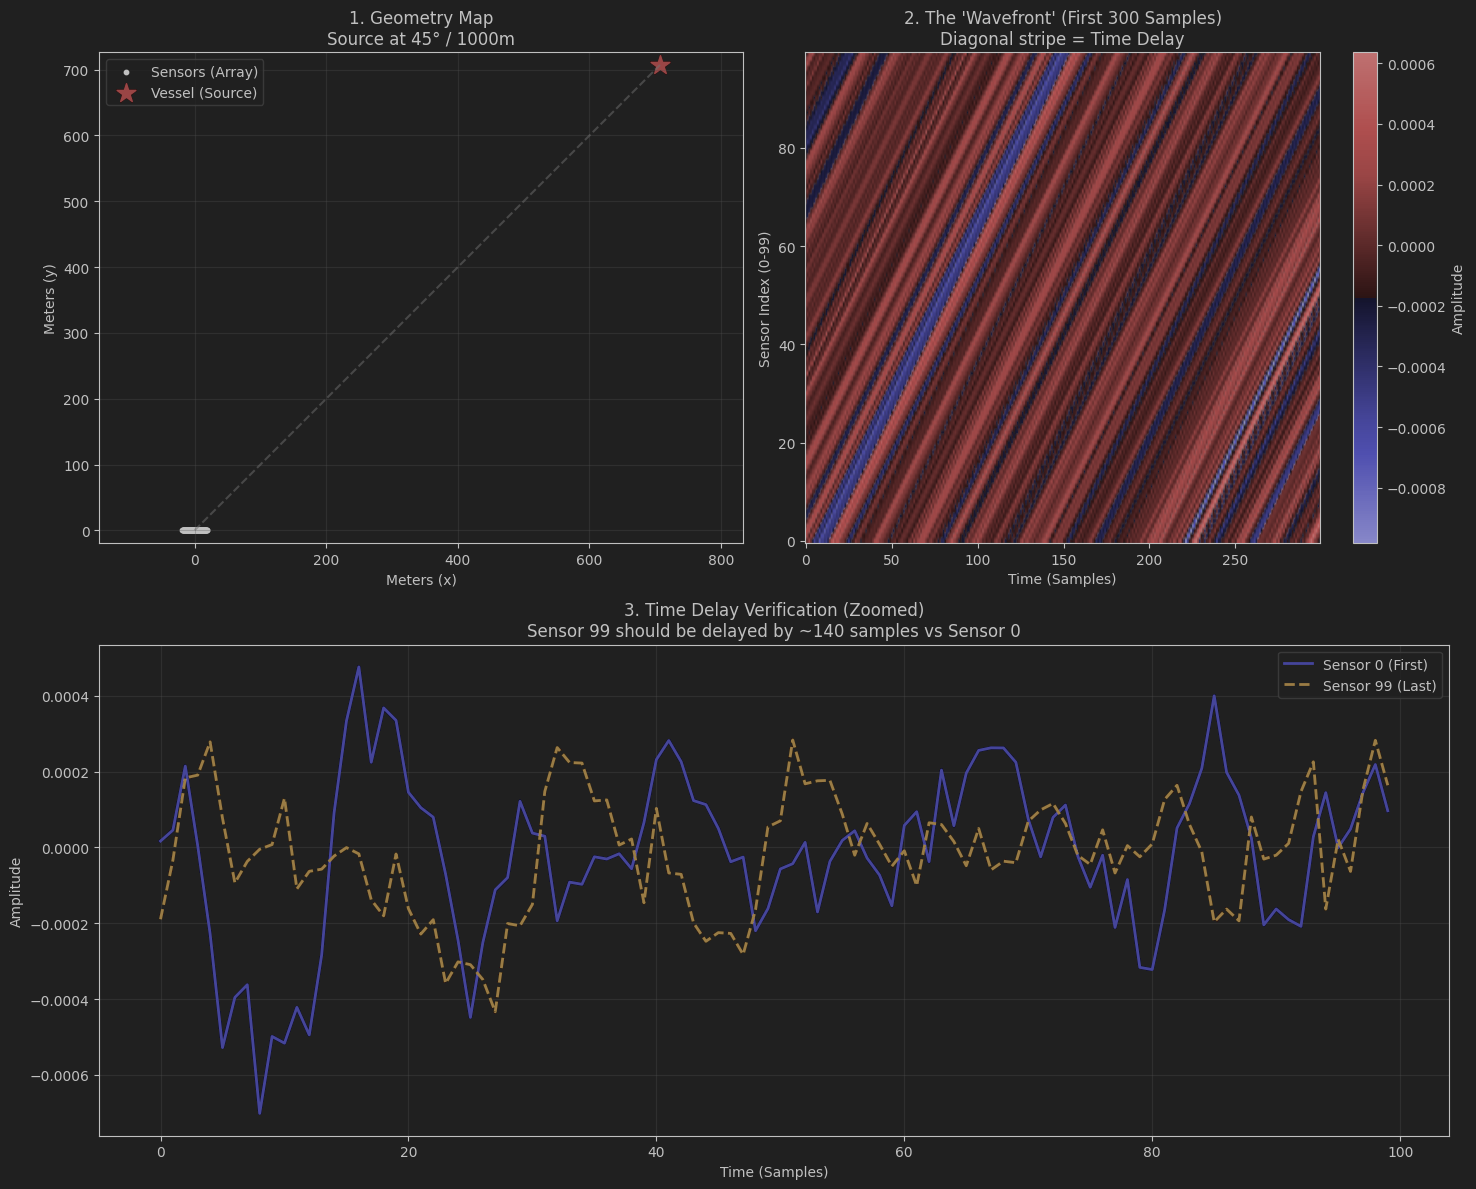 1. Geometry Map
Source at 45° / 1000m
Sensors (Array)
Vessel (Source)
700
600
500
400
300
200
100
0
Meters (y)
0
200
400
600
800
Meters (x)
2. The 'Wavefront' (First 300 Samples)
Diagonal stripe = Time Delay
80
60
40
20
0
Sensor Index (0-99)
0
50
100
150
200
250
Time (Samples)
0.0006
0.0004
0.0002
0.0000
−0.0002
−0.0004
−0.0006
−0.0008
Amplitude
3. Time Delay Verification (Zoomed)
Sensor 99 should be delayed by ~140 samples vs Sensor 0
Sensor 0 (First)
Sensor 99 (Last)
0.0004
0.0002
0.0000
−0.0002
−0.0004
−0.0006
Amplitude
0
20
40
60
80
100
Time (Samples)